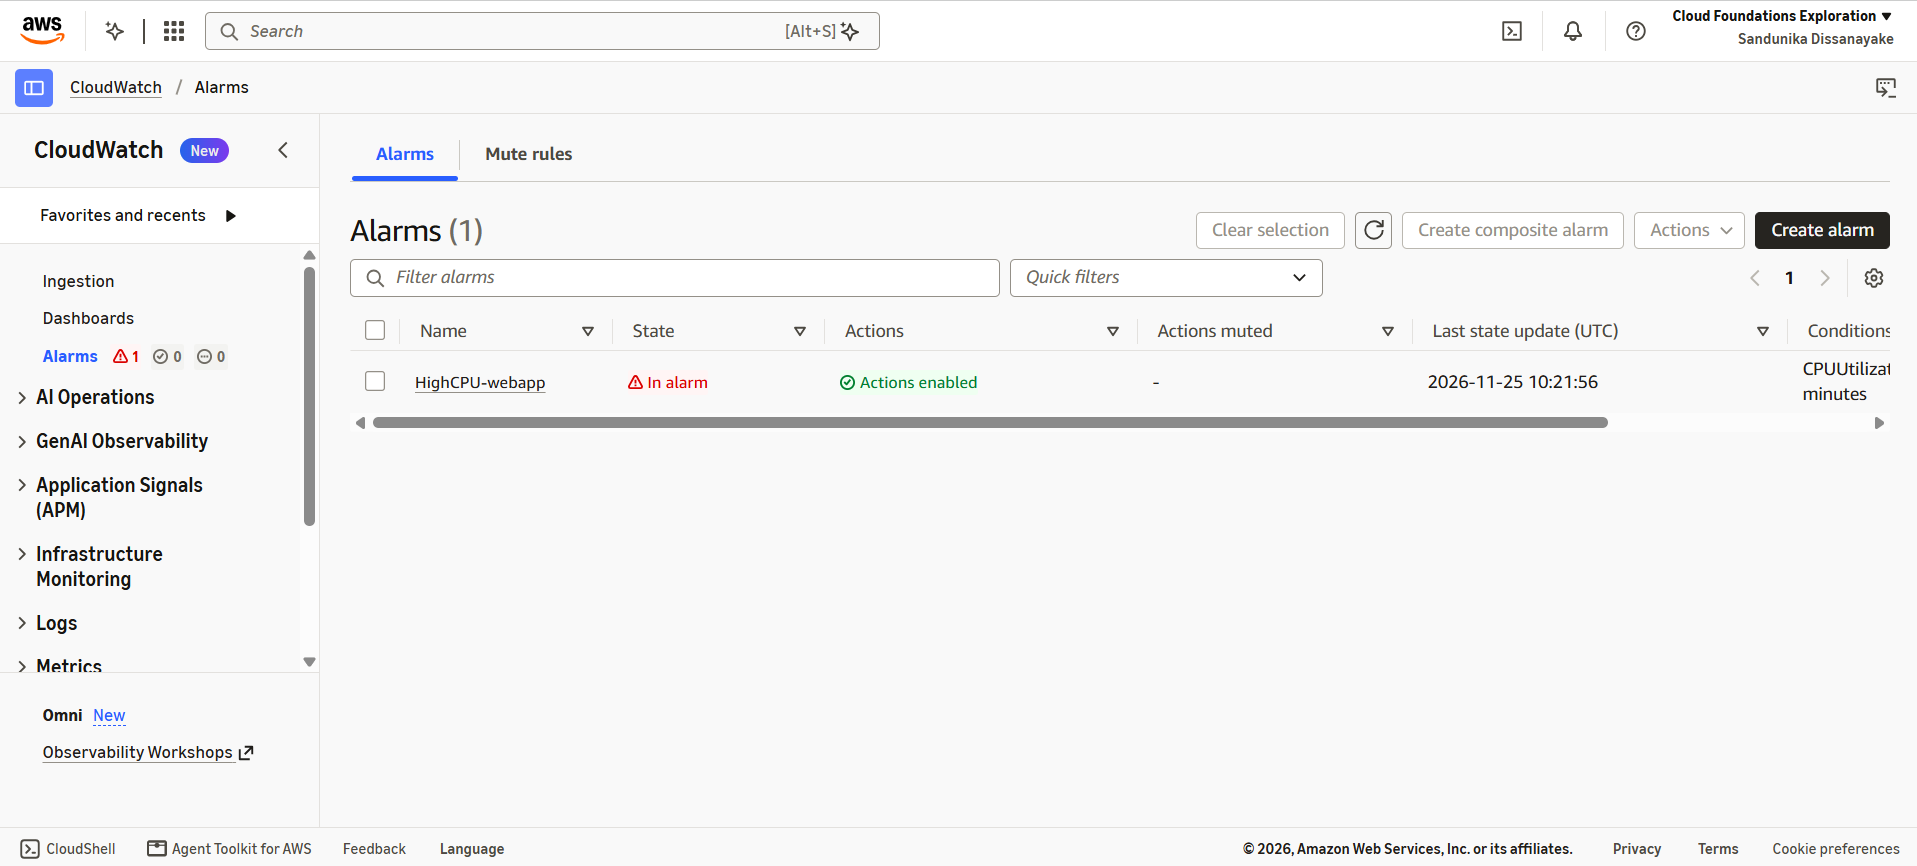 aws
Search [Alt+S]
Cloud Foundations Exploration
Sandunika Dissanayake
CloudWatch / Alarms
CloudWatch New
Favorites and recents
Ingestion
Dashboards
Alarms 1 0 0
AI Operations
GenAI Observability
Application Signals
(APM)
Infrastructure
Monitoring
Logs
Metrics
Omni New
Observability Workshops
Alarms Mute rules
Alarms (1) Clear selection Create composite alarm Actions Create alarm
Filter alarms Quick filters 1
Name State Actions Actions muted Last state update (UTC) Conditions
HighCPU-webapp In alarm Actions enabled - 2026-11-25 10:21:56 CPUUtilizat
minutes
CloudShell Agent Toolkit for AWS Feedback Language © 2026, Amazon Web Services, Inc. or its affiliates. Privacy Terms Cookie preferences